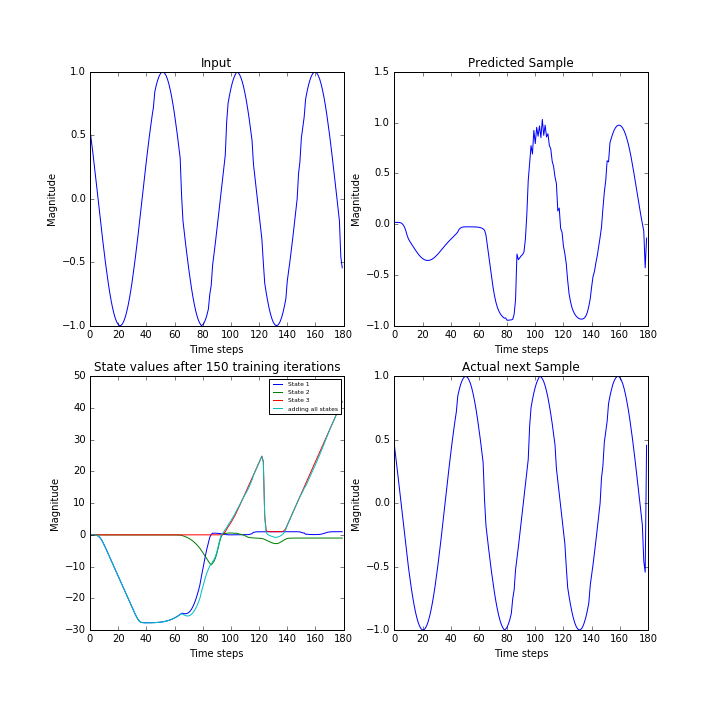 Input
Magnitude
1.0
0.5
0.0
−0.5
−1.0
0 20 40 60 80 100 120 140 160 180
Time steps
Predicted Sample
Magnitude
1.5
1.0
0.5
0.0
−0.5
−1.0
0 20 40 60 80 100 120 140 160 180
Time steps
State values after 150 training iterations
Magnitude
50
40
30
20
10
0
−10
−20
−30
State 1
State 2
State 3
adding all states
0 20 40 60 80 100 120 140 160 180
Time steps
Actual next Sample
Magnitude
1.0
0.5
0.0
−0.5
−1.0
0 20 40 60 80 100 120 140 160 180
Time steps